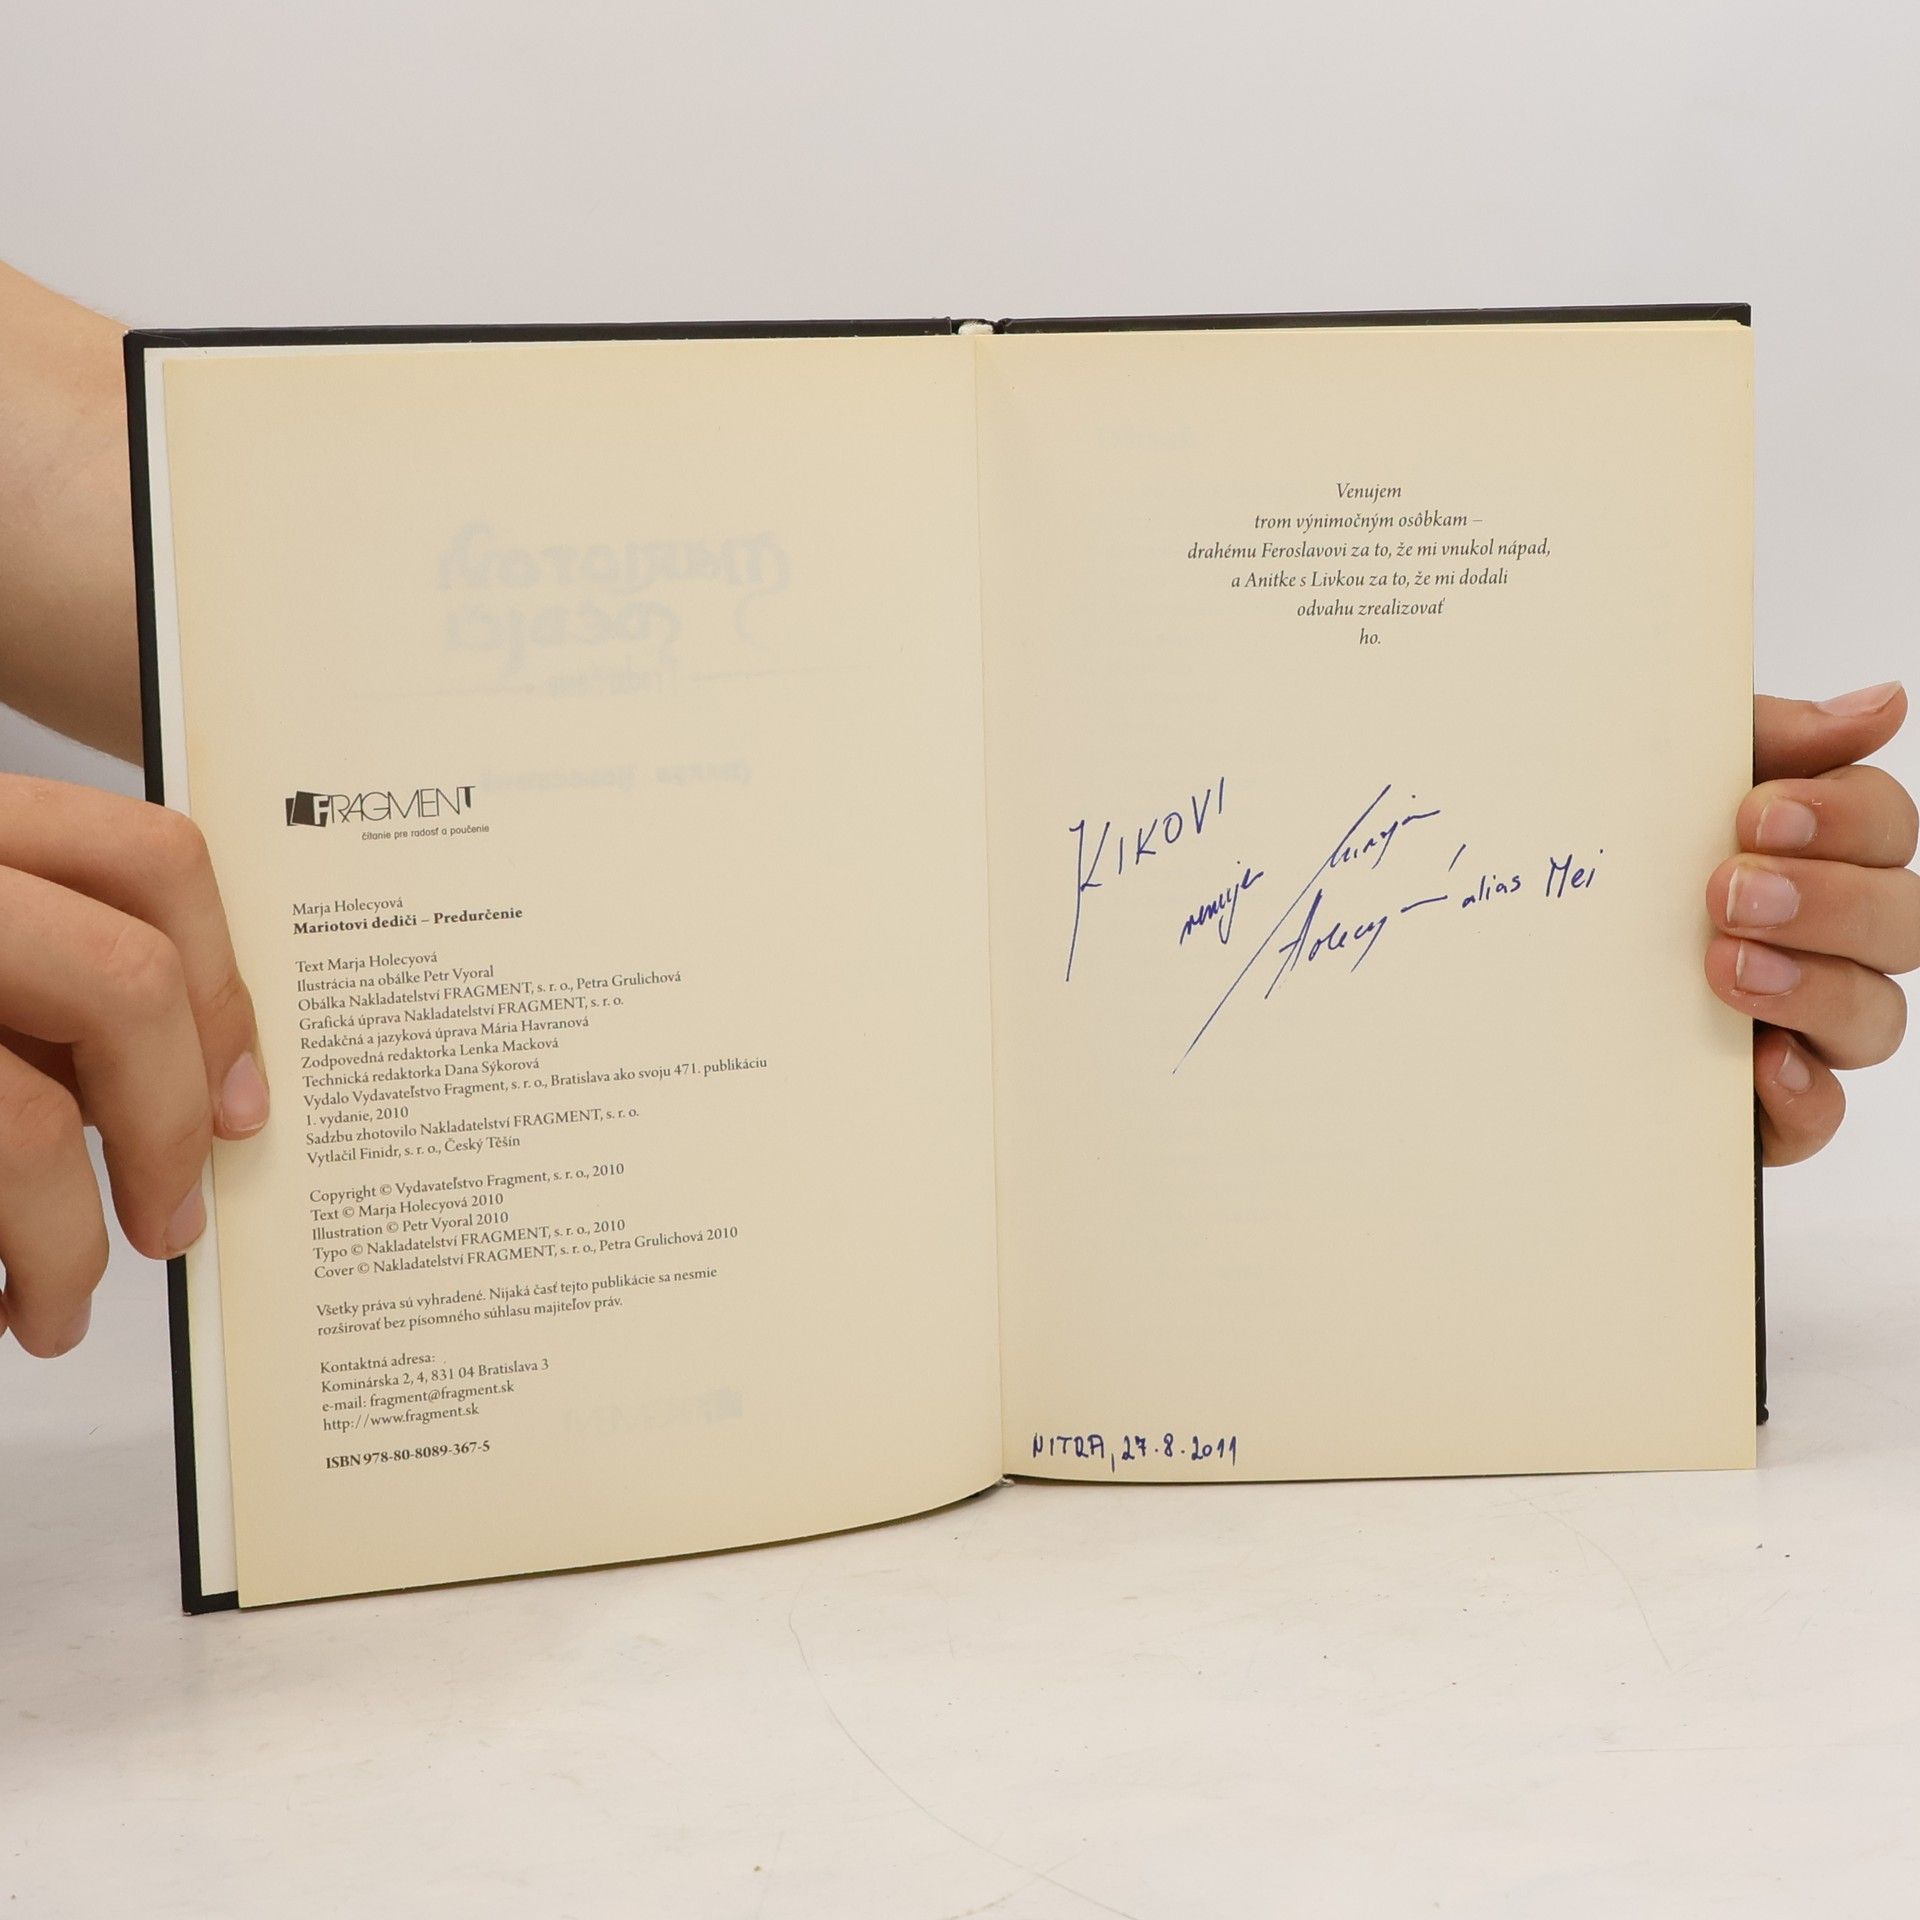 FRAGMENT
čítanie pre radosť a poučenie
Marja Holecyová
Mariotovi dediči – Predurčenie
Text Marja Holecyová
Ilustrácia na obálke Petr Vyoral
Obálka Nakladatelství FRAGMENT, s. r. o., Petra Grulichová
Grafická úprava Nakladatelství FRAGMENT, s. r. o.
Redakčná a jazyková úprava Mária Havranová
Zodpovedná redaktorka Lenka Macková
Technická redaktorka Dana Sýkorová
Vydalo Vydavateľstvo Fragment, s. r. o., Bratislava ako svoju 471. publikáciu
1. vydanie, 2010
Sadzbu zhotovilo Nakladatelství FRAGMENT, s. r. o.
Vytlačil Finidr, s. r. o., Český Těšín
Copyright © Vydavateľstvo Fragment, s. r. o., 2010
Text © Marja Holecyová 2010
Illustration © Petr Vyoral 2010
Typo © Nakladatelství FRAGMENT, s. r. o., 2010
Cover © Nakladatelství FRAGMENT, s. r. o., Petra Grulichová 2010
Všetky práva sú vyhradené. Nijaká časť tejto publikácie sa nesmie
rozširovať bez písomného súhlasu majiteľov práv.
Kontaktná adresa:
Kominárska 2, 4, 831 04 Bratislava 3
e-mail: fragment@fragment.sk
http://www.fragment.sk
ISBN 978-80-8089-367-5
Venujem
trom výnimočným osôbkam –
drahému Feroslavovi za to, že mi vnukol nápad,
a Anitke s Livkou za to, že mi dodali
odvahu zrealizovať
ho.
KIKOVI
venuje Marja
Holecy– alias Mei
NITRA, 27.8.2011